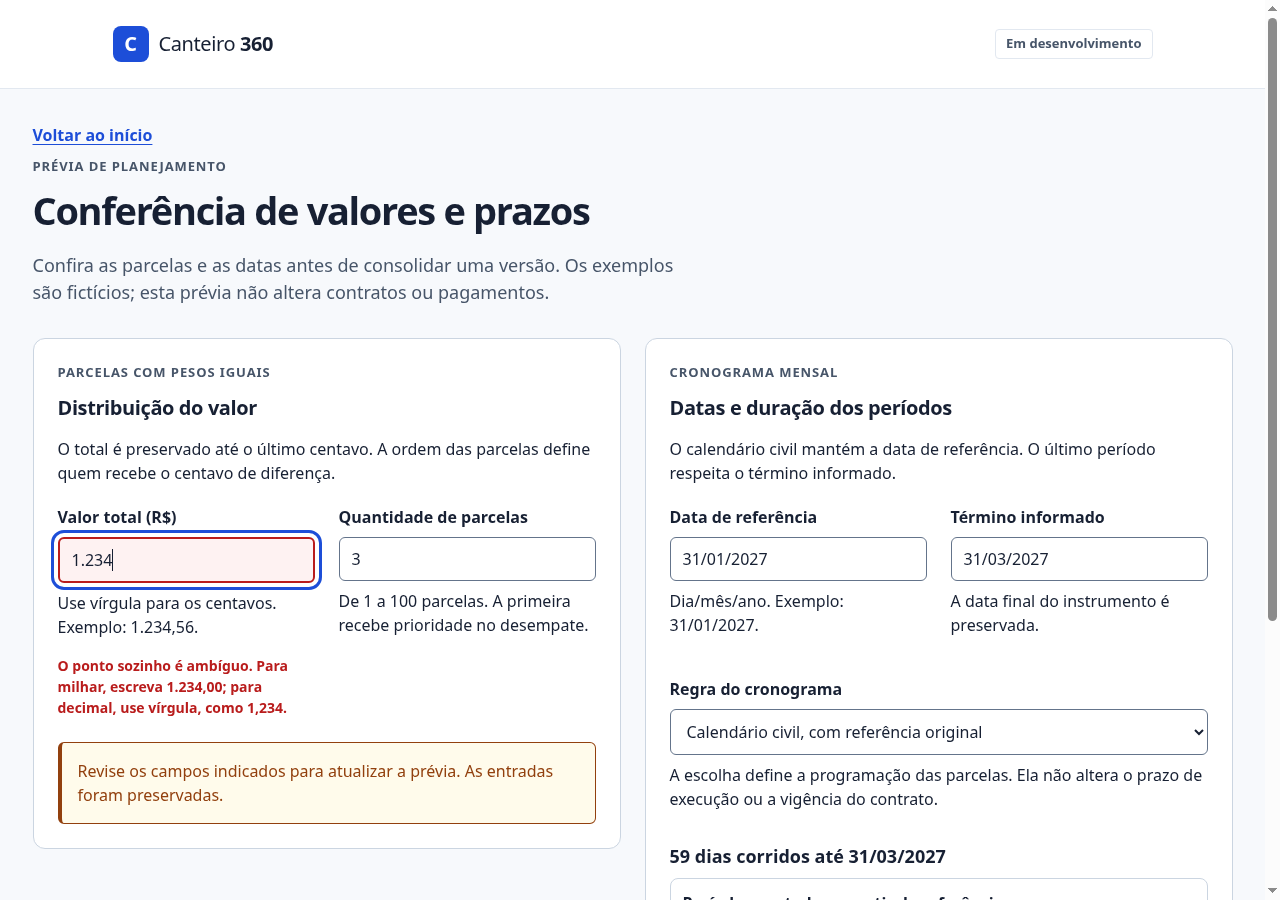 C Canteiro 360
Em desenvolvimento
Voltar ao início
PRÉVIA DE PLANEJAMENTO
Conferência de valores e prazos
Confira as parcelas e as datas antes de consolidar uma versão. Os exemplos
são fictícios; esta prévia não altera contratos ou pagamentos.
PARCELAS COM PESOS IGUAIS
Distribuição do valor
O total é preservado até o último centavo. A ordem das parcelas define
quem recebe o centavo de diferença.
Valor total (R$)
1.234
Use vírgula para os centavos.
Exemplo: 1.234,56.
O ponto sozinho é ambíguo. Para
milhar, escreva 1.234,00; para
decimal, use vírgula, como 1,234.
Quantidade de parcelas
3
De 1 a 100 parcelas. A primeira
recebe prioridade no desempate.
Revise os campos indicados para atualizar a prévia. As entradas
foram preservadas.
CRONOGRAMA MENSAL
Datas e duração dos períodos
O calendário civil mantém a data de referência. O último período
respeita o término informado.
Data de referência
31/01/2027
Dia/mês/ano. Exemplo:
31/01/2027.
Término informado
31/03/2027
A data final do instrumento é
preservada.
Regra do cronograma
Calendário civil, com referência original
A escolha define a programação das parcelas. Ela não altera o prazo de
execução ou a vigência do contrato.
59 dias corridos até 31/03/2027